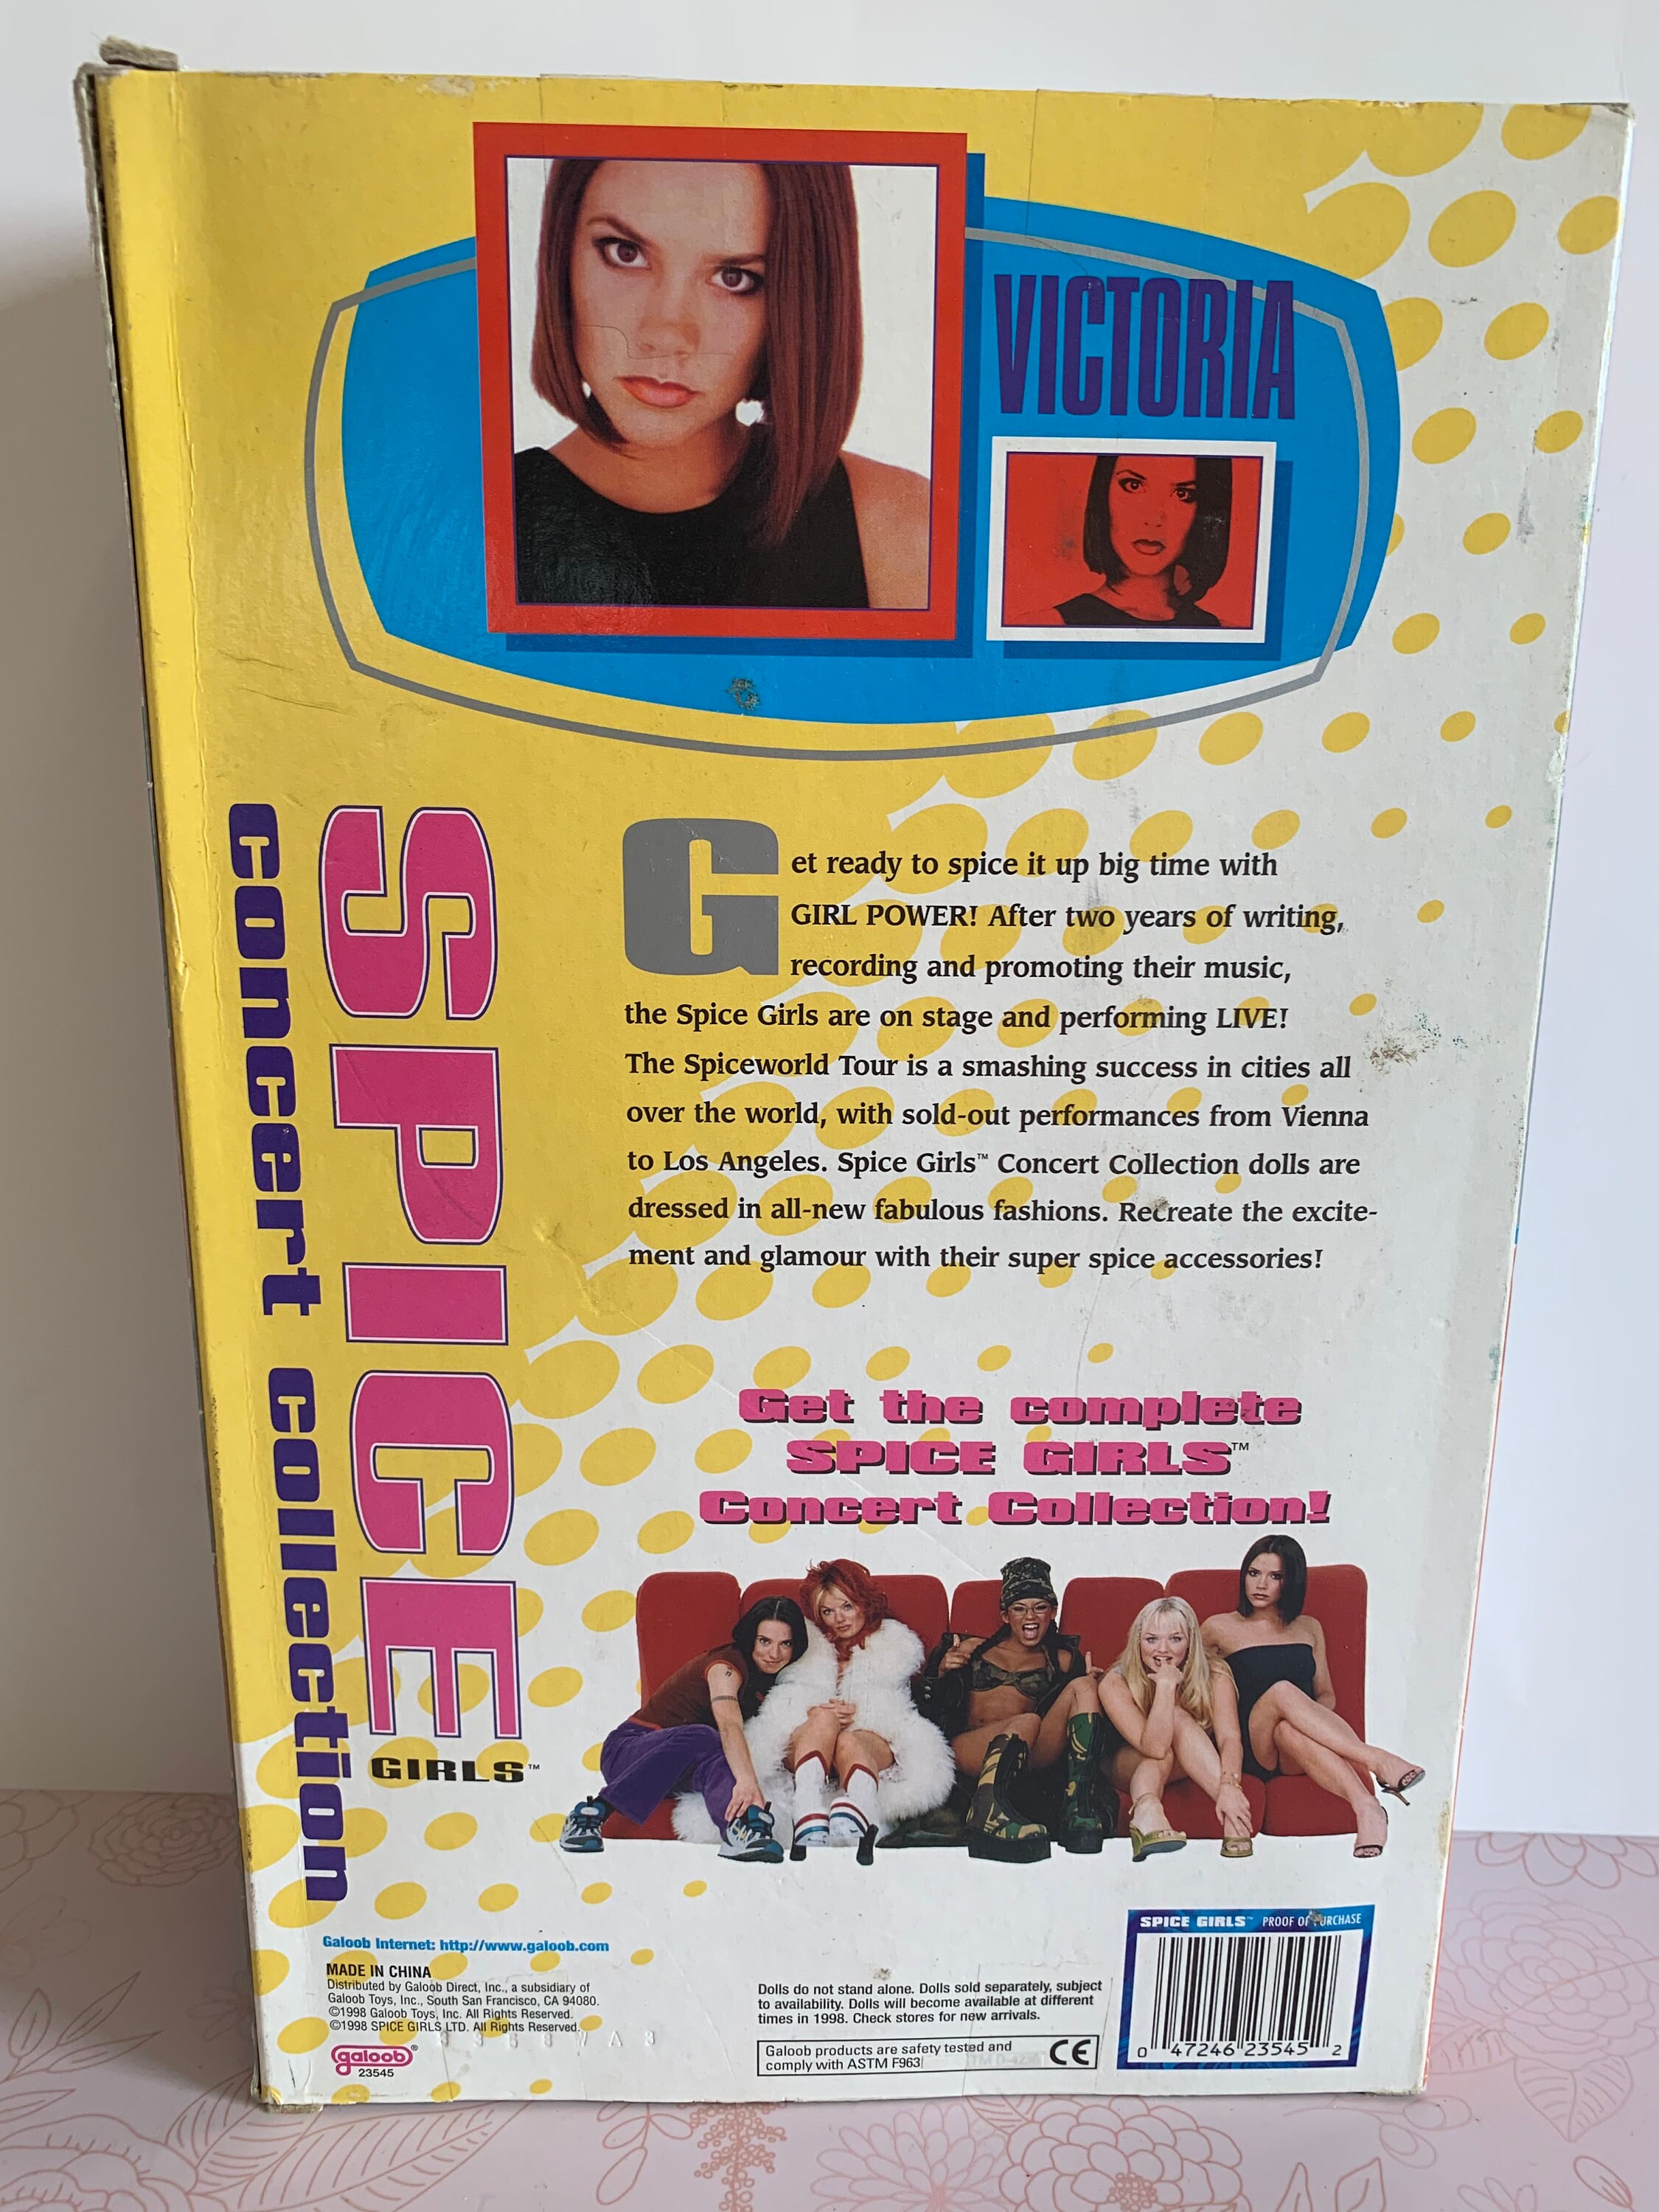 VICTORIA
SPICE
GIRLS™
concert collection
Get ready to spice it up big time with
GIRL POWER! After two years of writing,
recording and promoting their music,
the Spice Girls are on stage and performing LIVE!
The Spiceworld Tour is a smashing success in cities all
over the world, with sold-out performances from Vienna
to Los Angeles. Spice Girls™ Concert Collection dolls are
dressed in all-new fabulous fashions. Recreate the excite-
ment and glamour with their super spice accessories!
Get the complete
SPICE GIRLS™
Concert Collection!
Galoob Internet: http://www.galoob.com
MADE IN CHINA
Distributed by Galoob Direct, Inc., a subsidiary of
Galoob Toys, Inc., South San Francisco, CA 94080.
©1998 Galoob Toys, Inc. All Rights Reserved.
©1998 SPICE GIRLS LTD. All Rights Reserved.
galoob®
23545
Dolls do not stand alone. Dolls sold separately, subject
to availability. Dolls will become available at different
times in 1998. Check stores for new arrivals.
Galoob products are safety tested and
comply with ASTM F963
CE
SPICE GIRLS™ PROOF OF PURCHASE
0 47246 23545 2